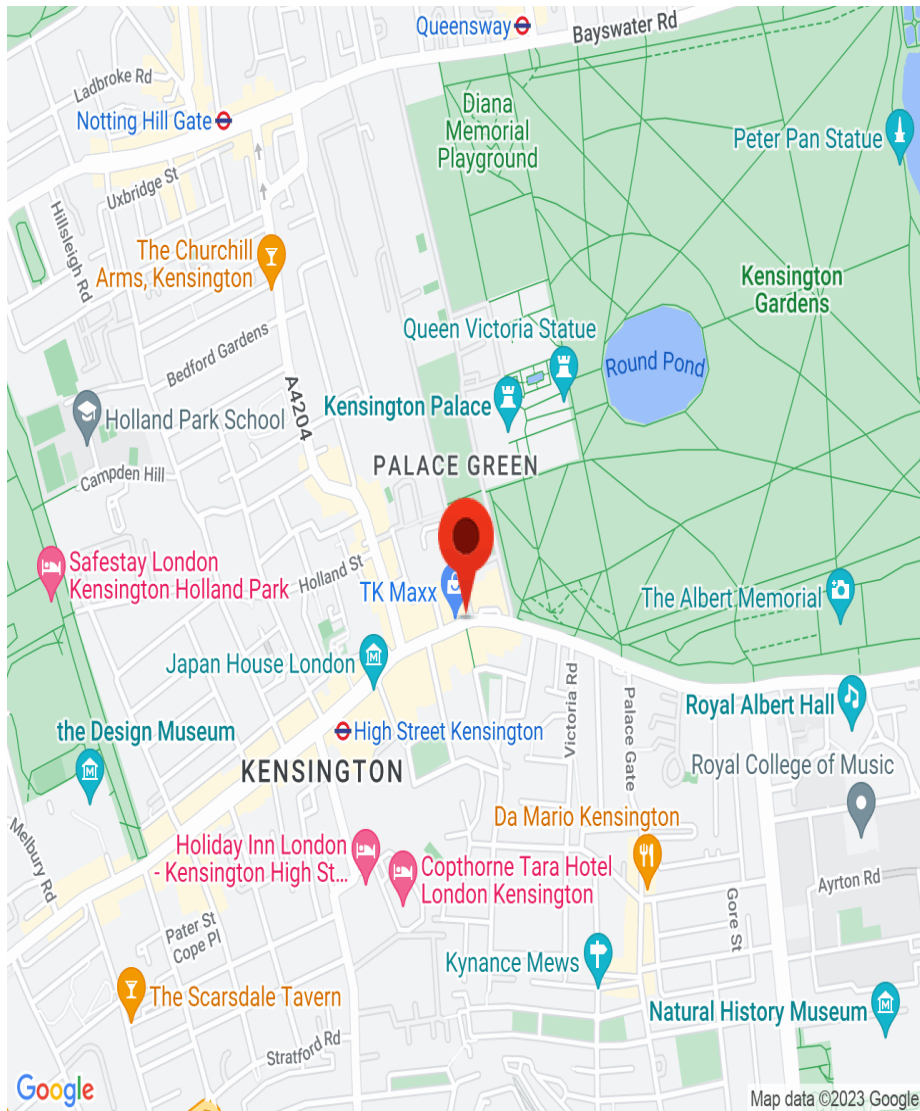 Queensway
Bayswater Rd
Ladbroke Rd
Notting Hill Gate
Diana
Memorial
Playground
Peter Pan Statue
Uxbridge St
Hillsleigh Rd
The Churchill
Arms, Kensington
Kensington
Gardens
Queen Victoria Statue
Bedford Gardens
Round Pond
A4204
Kensington Palace
Holland Park School
PALACE GREEN
Campden Hill
Safestay London
Kensington Holland Park
Holland St
TK Maxx
The Albert Memorial
Japan House London
Victoria Rd
Palace Gate
Royal Albert Hall
the Design Museum
High Street Kensington
KENSINGTON
Royal College of Music
Melbury Rd
Da Mario Kensington
Holiday Inn London
- Kensington High St...
Copthorne Tara Hotel
London Kensington
Ayrton Rd
Gore St
Pater St
Cope Pl
Kynance Mews
The Scarsdale Tavern
Natural History Museum
Stratford Rd
Google
Map data ©2023 Google